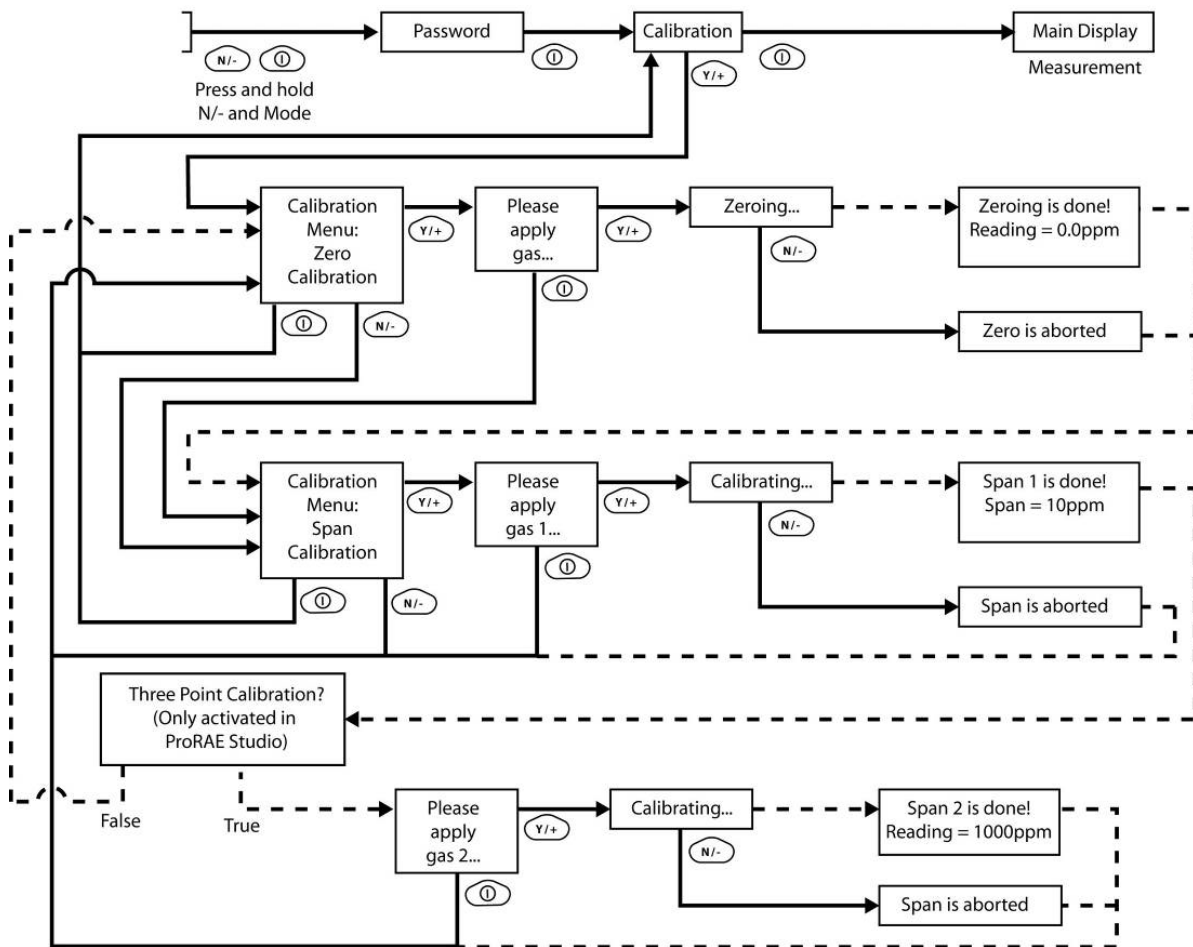 Password
Calibration
Main Display
N/-
Y/+
Measurement
Press and hold
N/- and Mode
Calibration
Menu:
Zero
Calibration
Y/+
Please
apply
gas...
Y/+
Zeroing...
N/-
Zeroing is done!
Reading = 0.0ppm
N/-
Zero is aborted
Calibration
Menu:
Span
Calibration
Y/+
Please
apply
gas 1...
Y/+
Calibrating...
N/-
Span 1 is done!
Span = 10ppm
N/-
Span is aborted
Three Point Calibration?
(Only activated in
ProRAE Studio)
False
True
Please
apply
gas 2...
Y/+
Calibrating...
N/-
Span 2 is done!
Reading = 1000ppm
Span is aborted